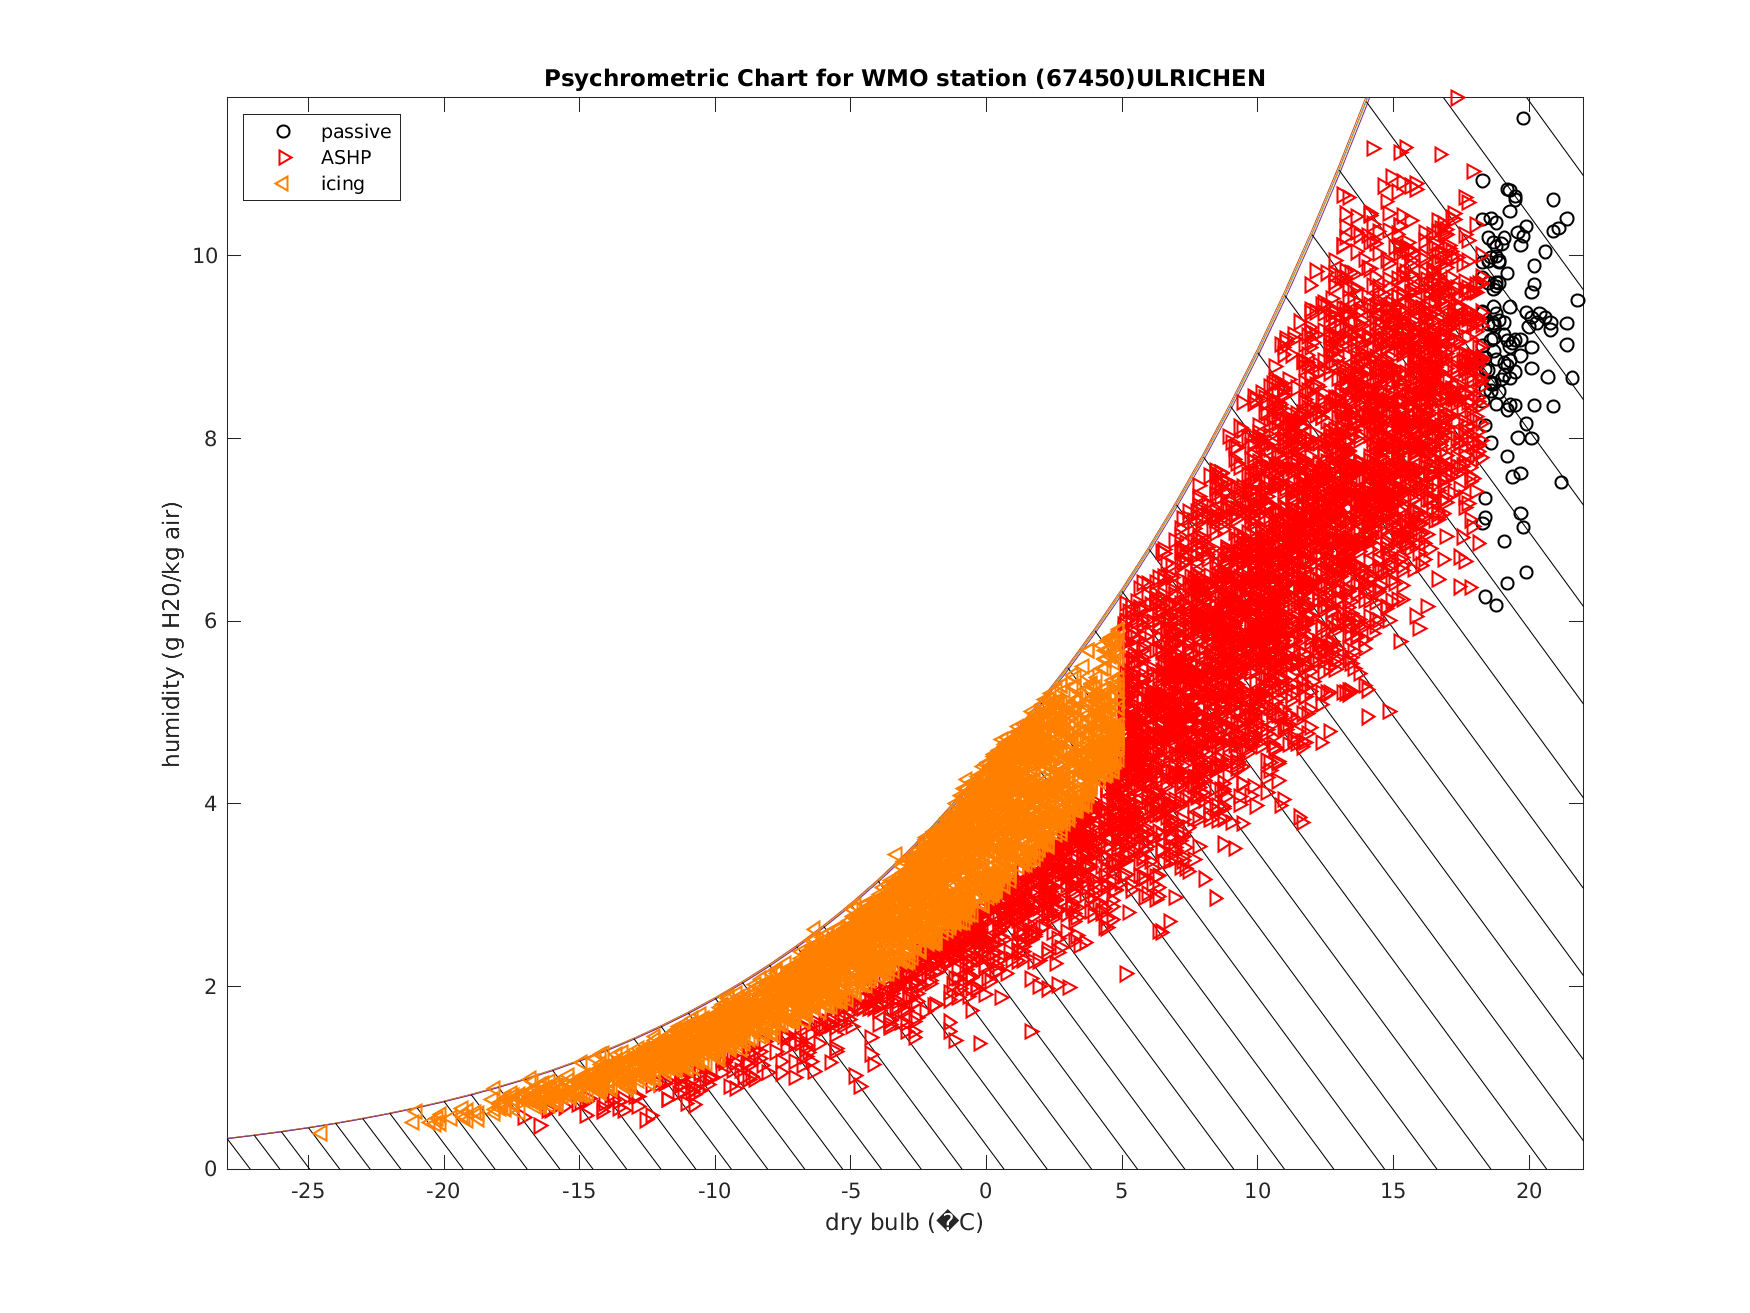 Psychrometric Chart for WMO station (67450)ULRICHEN
passive
ASHP
icing
10
8
6
4
2
0
humidity (g H20/kg air)
-25 -20 -15 -10 -5 0 5 10 15 20
dry bulb (�C)